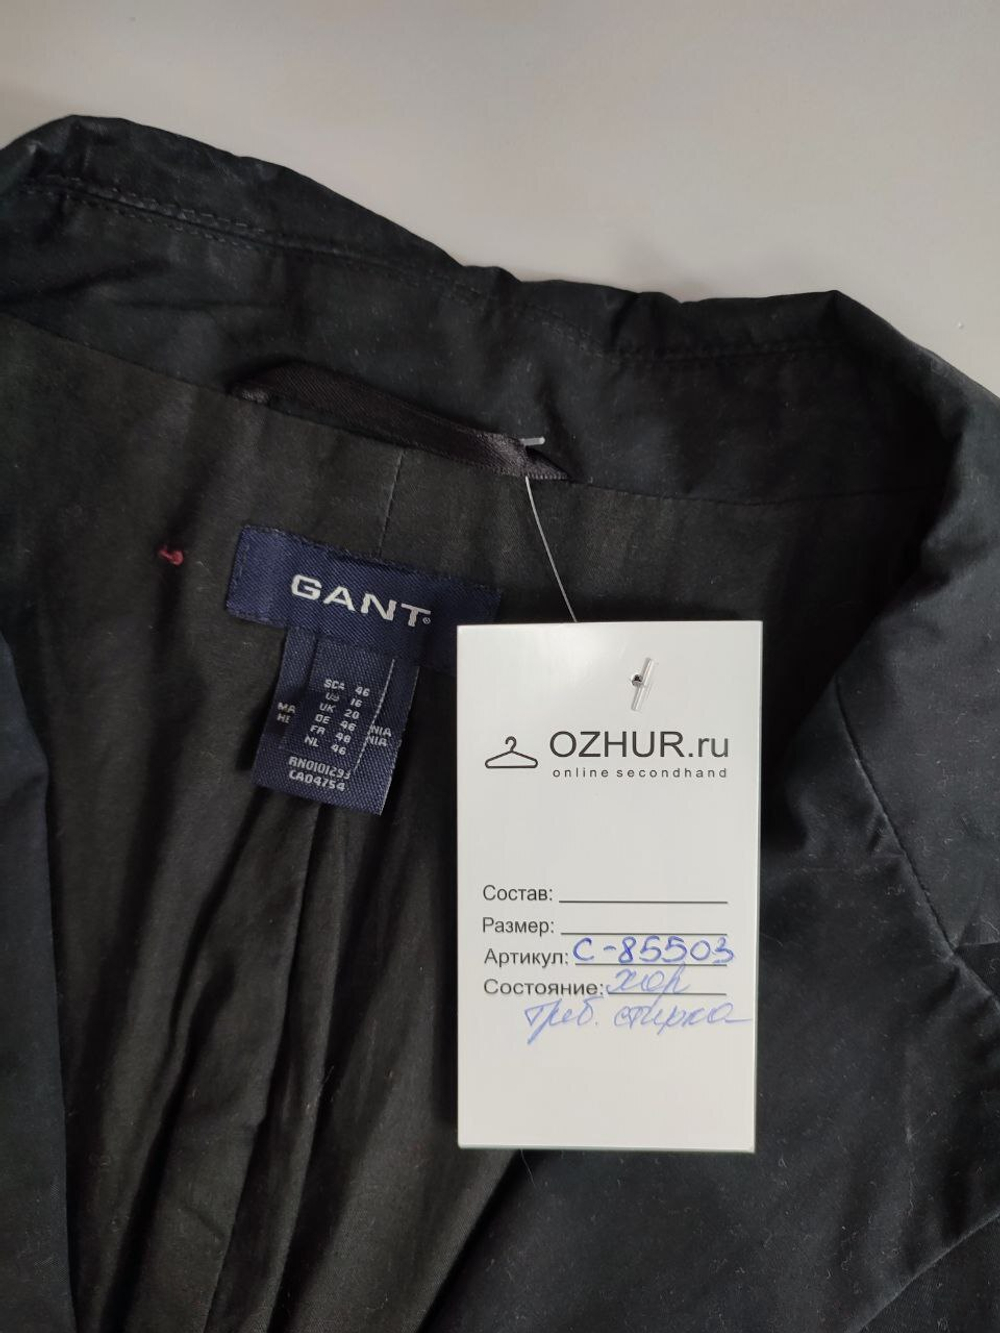 GANT®
SCA 46
US 16
UK 20
DE 46
FR 48
NL 46
RN0101293
CA04754
OZHUR.ru
online secondhand
Состав:
Размер:
Артикул: С-85503
Состояние: хор
треб. стирка